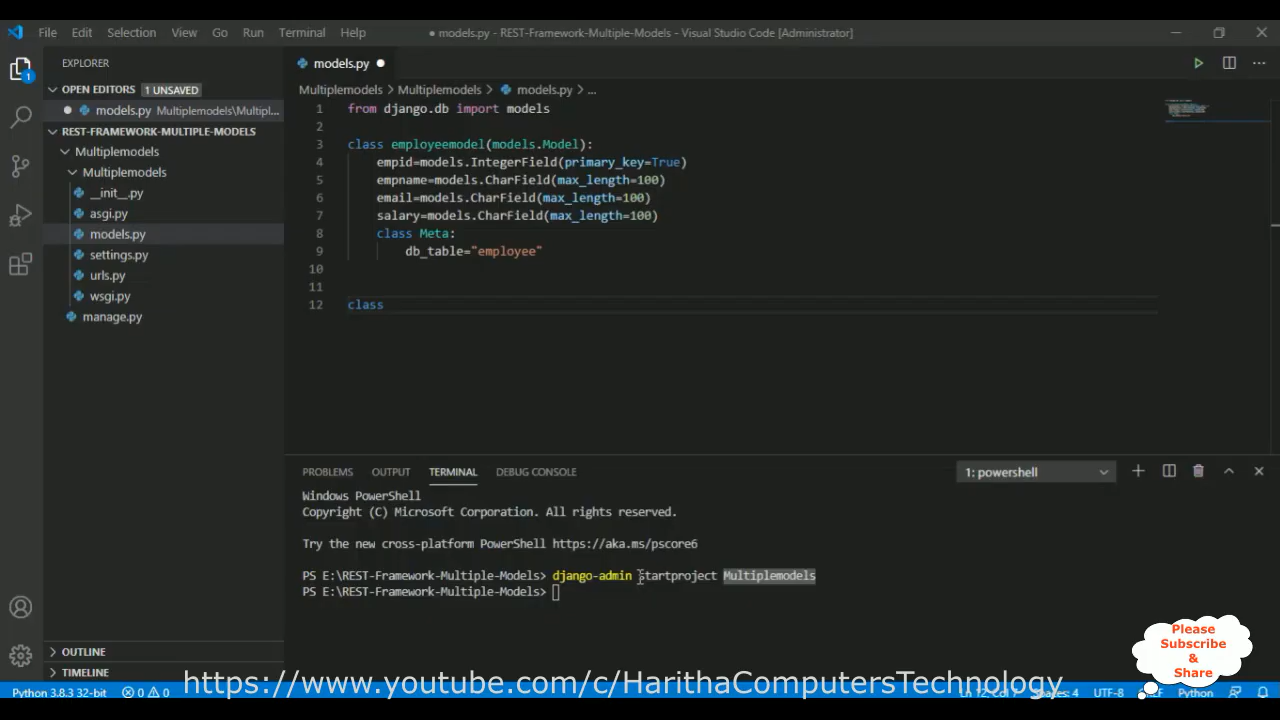 File Edit Selection View Go Run Terminal Help
● models.py - REST-Framework-Multiple-Models - Visual Studio Code [Administrator]
EXPLORER
OPEN EDITORS 1 UNSAVED
models.py Multiplemodels\Multipl...
REST-FRAMEWORK-MULTIPLE-MODELS
Multiplemodels
Multiplemodels
__init__.py
asgi.py
models.py
settings.py
urls.py
wsgi.py
manage.py
OUTLINE
TIMELINE
1
models.py
Multiplemodels > Multiplemodels > models.py > ...
1 from django.db import models
2
3 class employeemodel(models.Model):
4 empid=models.IntegerField(primary_key=True)
5 empname=models.CharField(max_length=100)
6 email=models.CharField(max_length=100)
7 salary=models.CharField(max_length=100)
8 class Meta:
9 db_table="employee"
10
11
12 class
PROBLEMS OUTPUT TERMINAL DEBUG CONSOLE 1: powershell
Windows PowerShell
Copyright (C) Microsoft Corporation. All rights reserved.
Try the new cross-platform PowerShell https://aka.ms/pscore6
PS E:\REST-Framework-Multiple-Models> django-admin startproject Multiplemodels
PS E:\REST-Framework-Multiple-Models>
Please
Subscribe
&
Share
https://www.youtube.com/c/HarithaComputersTechnology
Python 3.8.3 32-bit 0 0 UTF-8 Python